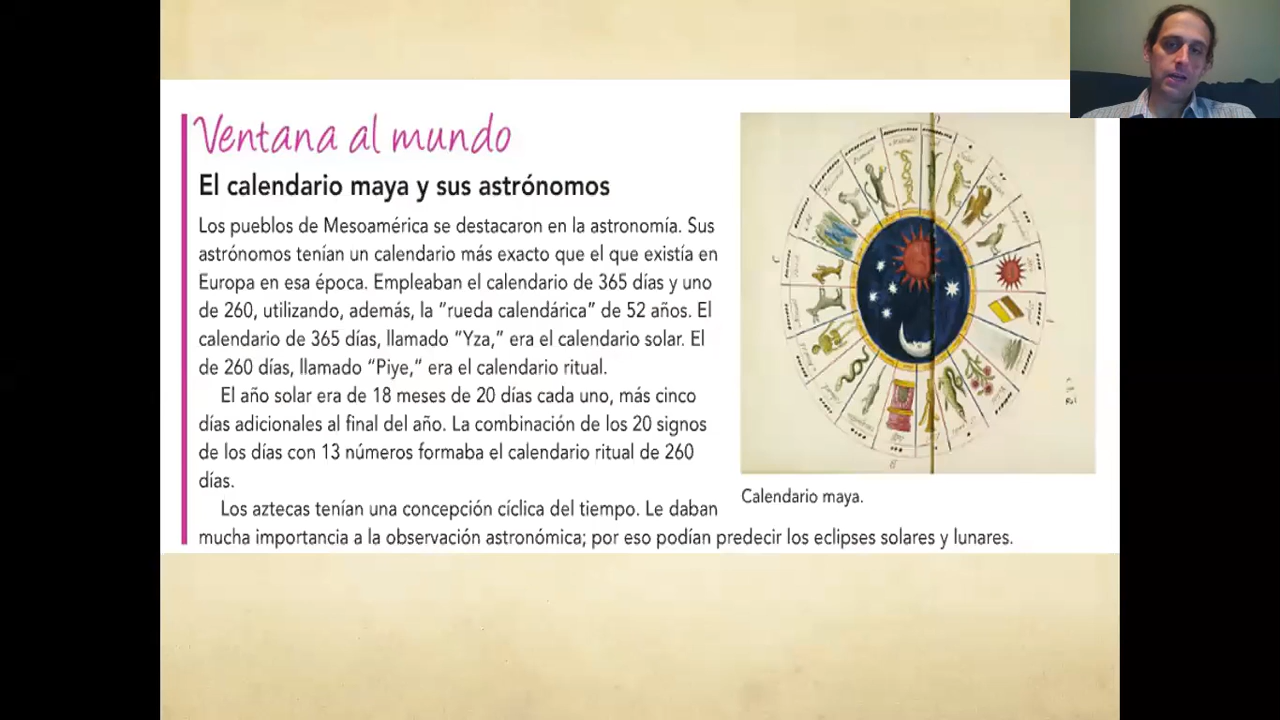 Ventana al mundo
El calendario maya y sus astrónomos
Los pueblos de Mesoamérica se destacaron en la astronomía. Sus
astrónomos tenían un calendario más exacto que el que existía en
Europa en esa época. Empleaban el calendario de 365 días y uno
de 260, utilizando, además, la “rueda calendárica” de 52 años. El
calendario de 365 días, llamado “Yza,” era el calendario solar. El
de 260 días, llamado “Piye,” era el calendario ritual.
El año solar era de 18 meses de 20 días cada uno, más cinco
días adicionales al final del año. La combinación de los 20 signos
de los días con 13 números formaba el calendario ritual de 260
días.
Los aztecas tenían una concepción cíclica del tiempo. Le daban
mucha importancia a la observación astronómica; por eso podían predecir los eclipses solares y lunares.
Calendario maya.